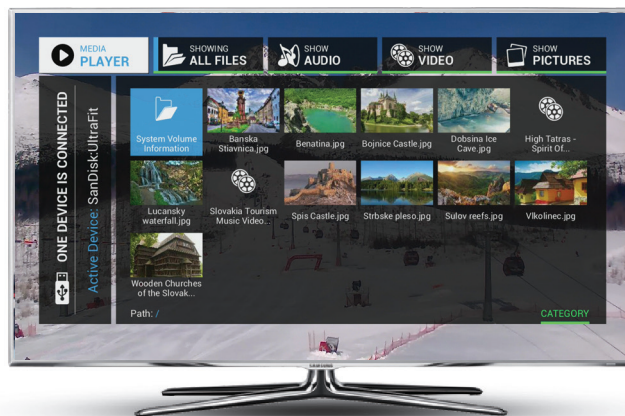 MEDIA
PLAYER
SHOWING
ALL FILES
SHOW
AUDIO
SHOW
VIDEO
SHOW
PICTURES
ONE DEVICE IS CONNECTED
Active Device: SanDisk:UltraFit
System Volume
Information
Banska
Stiavnica.jpg
Benatina.jpg
Bojnice Castle.jpg
Dobsina Ice
Cave.jpg
High Tatras -
Spirit Of...
Lucansky
waterfall.jpg
Slovakia Tourism
Music Video...
Spis Castle.jpg
Strbske pleso.jpg
Sulov reefs.jpg
Vlkolinec.jpg
Wooden Churches
of the Slovak...
Path: /
CATEGORY
SAMSUNG